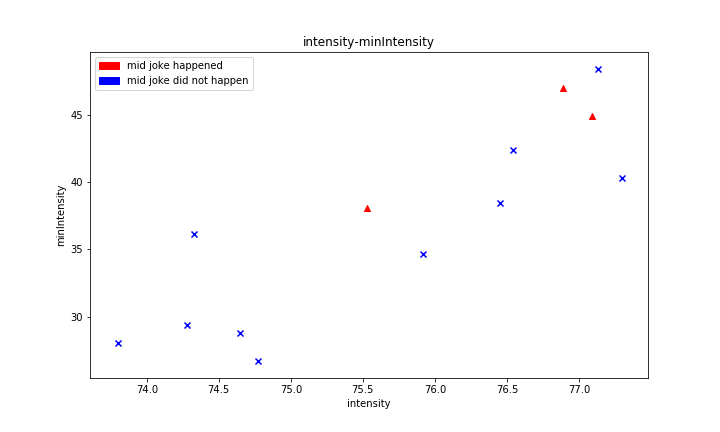 intensity-minIntensity
mid joke happened
mid joke did not happen
minIntensity
45
40
35
30
74.0 74.5 75.0 75.5 76.0 76.5 77.0
intensity